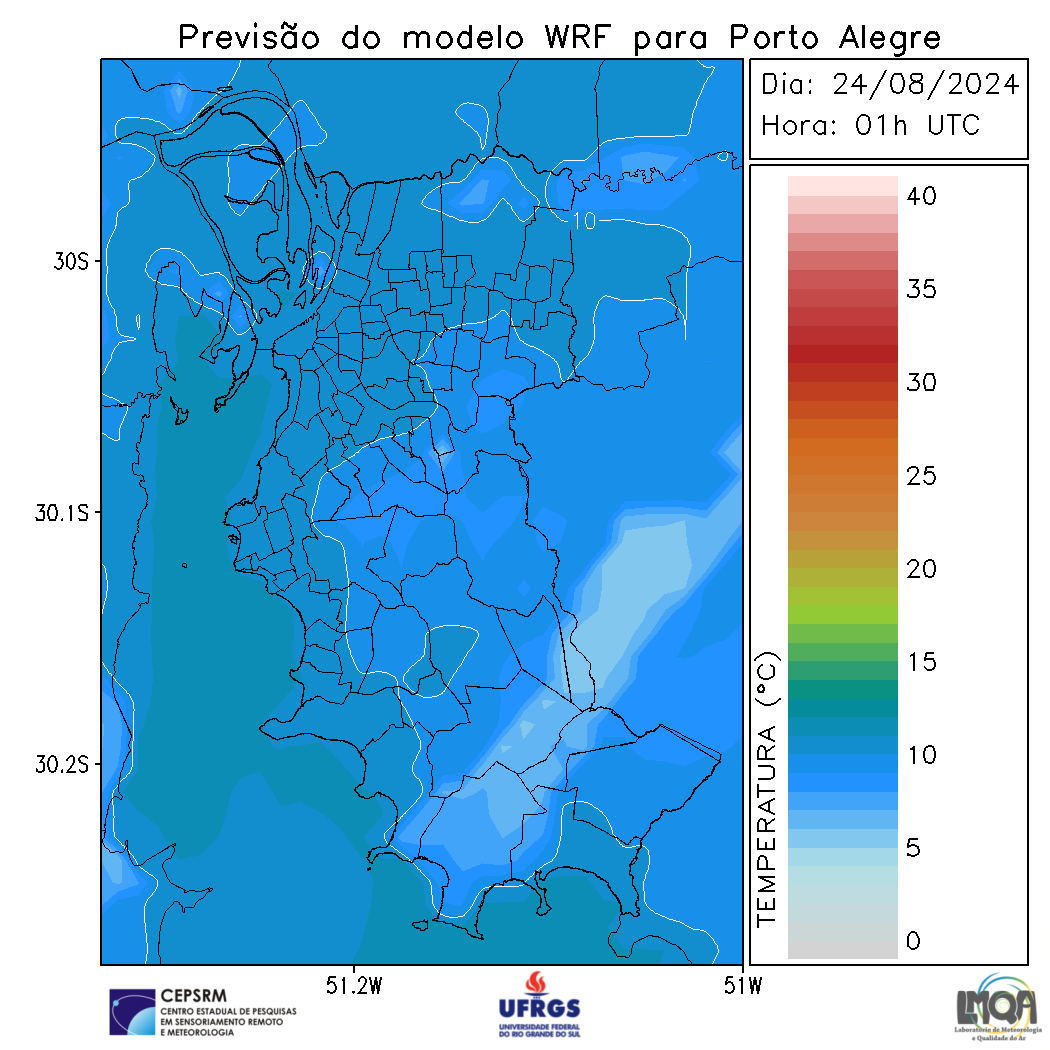 Previsão do modelo WRF para Porto Alegre
Dia: 24/08/2024
Hora: 01h UTC
40
35
30
25
20
15
10
5
0
TEMPERATURA (°C)
10
30S
30.1S
30.2S
51.2W
51W
CEPSRM
CENTRO ESTADUAL DE PESQUISAS
EM SENSORIAMENTO REMOTO
E METEOROLOGIA
UFRGS
UNIVERSIDADE FEDERAL
DO RIO GRANDE DO SUL
LMQA
Laboratório de Meteorologia
e Qualidade do Ar